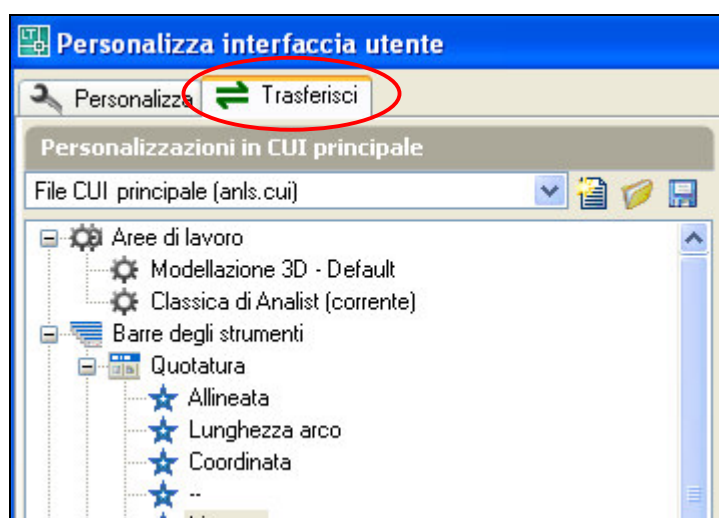 LT
Personalizza interfaccia utente
Personalizza Trasferisci
Personalizzazioni in CUI principale
File CUI principale (anls.cui)
Aree di lavoro
Modellazione 3D - Default
Classica di Analist (corrente)
Barre degli strumenti
Quotatura
Allineata
Lunghezza arco
Coordinata
--